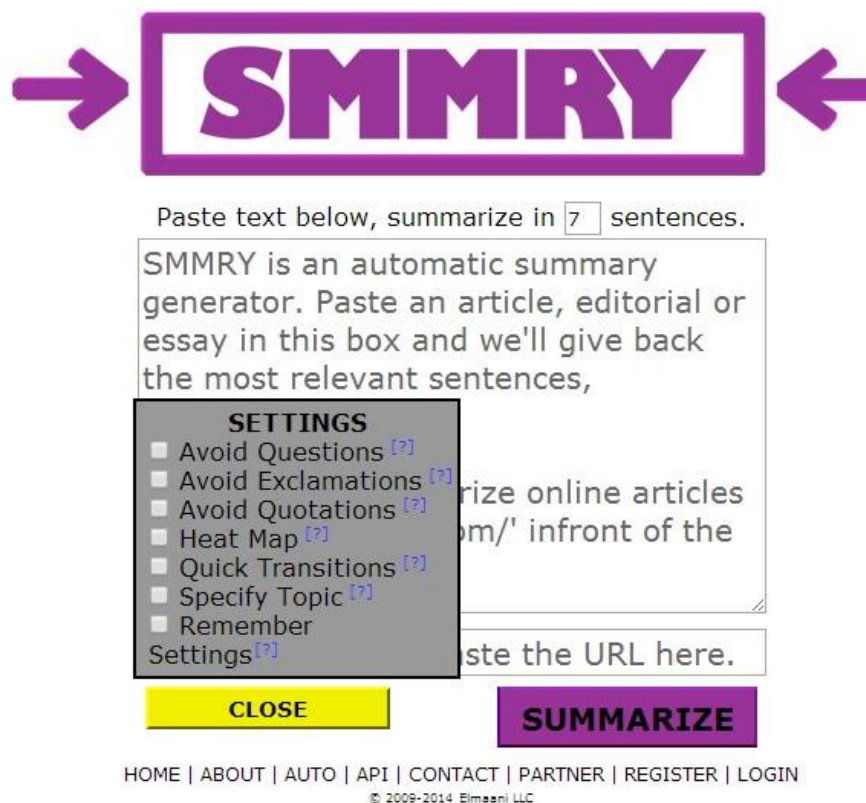 SMMRY
Paste text below, summarize in 7 sentences.
SMMRY is an automatic summary
generator. Paste an article, editorial or
essay in this box and we'll give back
the most relevant sentences,
SETTINGS
Avoid Questions [?]
Avoid Exclamations [?]
Avoid Quotations [?]
Heat Map [?]
Quick Transitions [?]
Specify Topic [?]
Remember
Settings[?]
rize online articles
om/' infront of the
ste the URL here.
CLOSE
SUMMARIZE
HOME | ABOUT | AUTO | API | CONTACT | PARTNER | REGISTER | LOGIN
© 2009-2014 Elmaani LLC